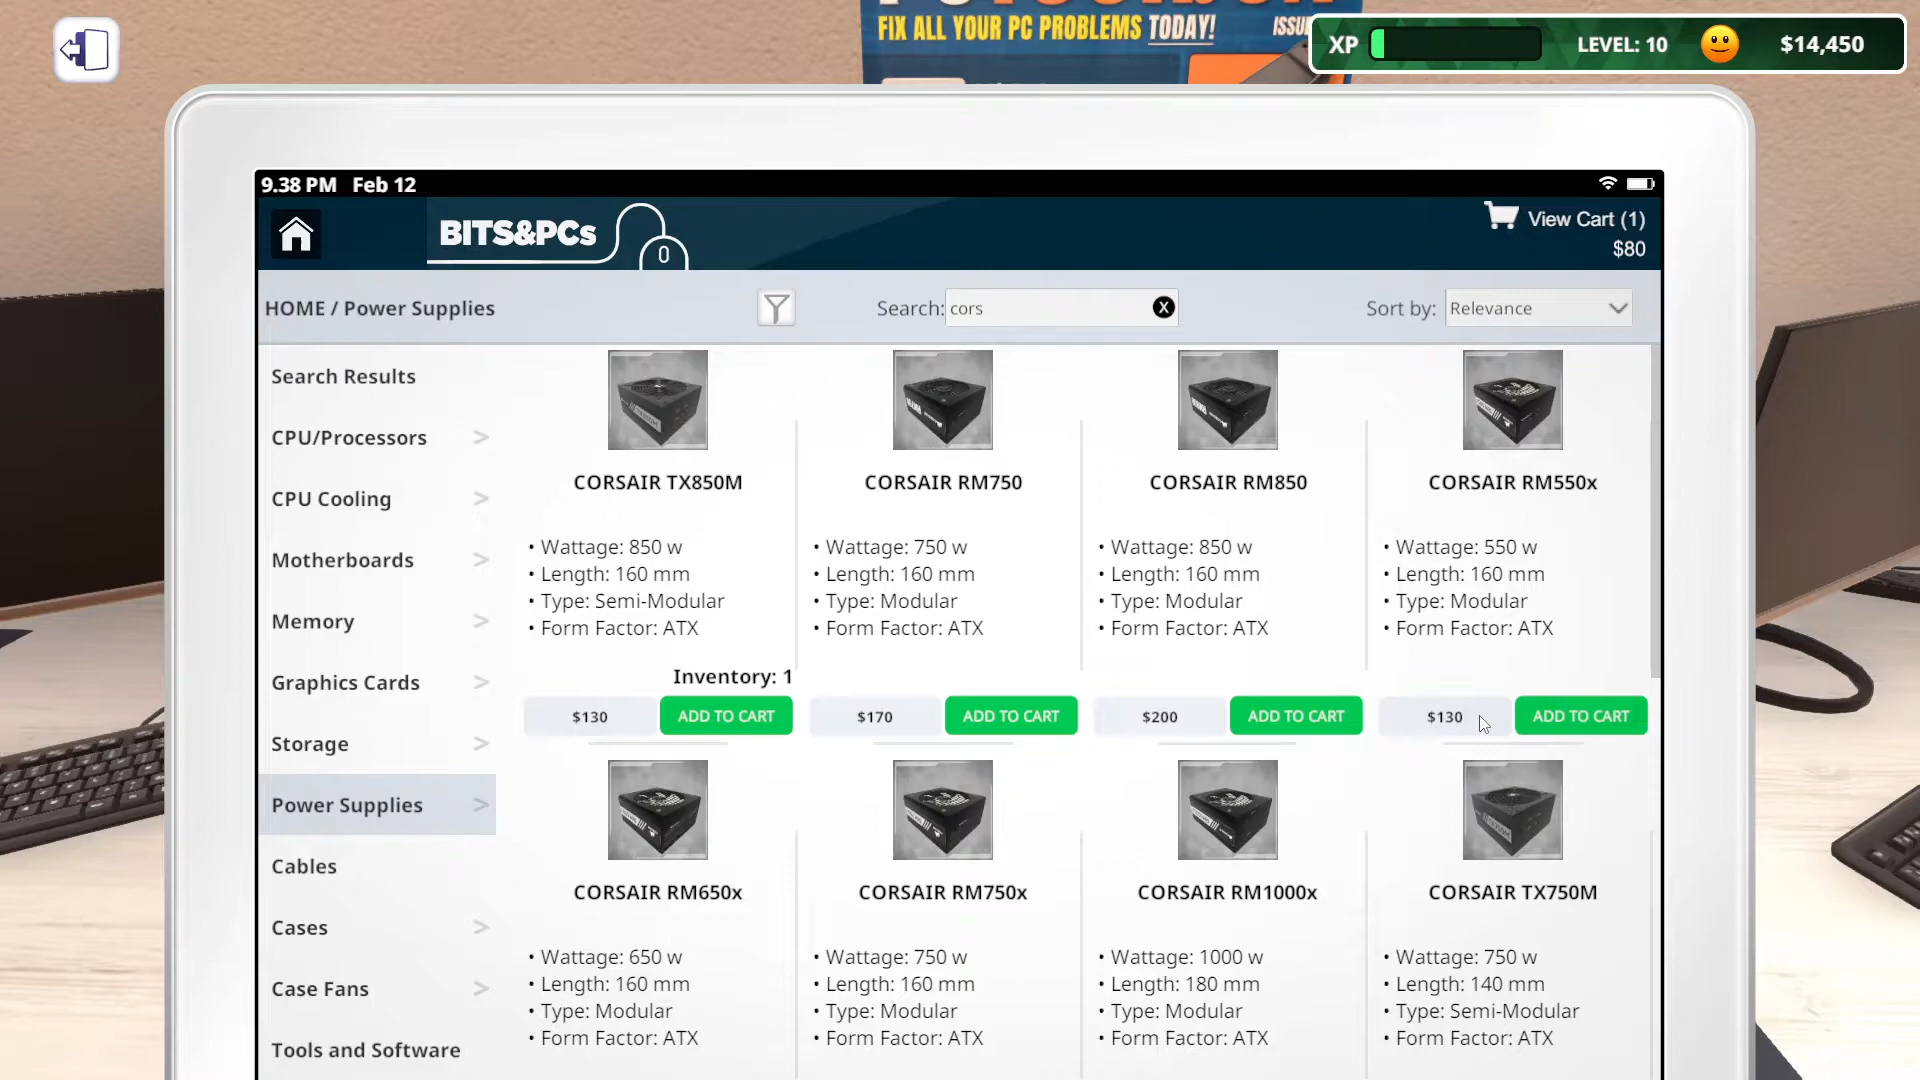 FIX ALL YOUR PC PROBLEMS TODAY!
XP
LEVEL: 10
$14,450
9.38 PM Feb 12
BITS&PCs
View Cart (1)
$80
HOME / Power Supplies
Search: cors
X
Sort by: Relevance
Search Results
CPU/Processors >
CPU Cooling >
Motherboards >
Memory >
Graphics Cards >
Storage >
Power Supplies >
Cables
Cases >
Case Fans >
Tools and Software
CORSAIR TX850M
• Wattage: 850 w
• Length: 160 mm
• Type: Semi-Modular
• Form Factor: ATX
Inventory: 1
$130 ADD TO CART
CORSAIR RM750
• Wattage: 750 w
• Length: 160 mm
• Type: Modular
• Form Factor: ATX
$170 ADD TO CART
CORSAIR RM850
• Wattage: 850 w
• Length: 160 mm
• Type: Modular
• Form Factor: ATX
$200 ADD TO CART
CORSAIR RM550x
• Wattage: 550 w
• Length: 160 mm
• Type: Modular
• Form Factor: ATX
$130 ADD TO CART
CORSAIR RM650x
• Wattage: 650 w
• Length: 160 mm
• Type: Modular
• Form Factor: ATX
CORSAIR RM750x
• Wattage: 750 w
• Length: 160 mm
• Type: Modular
• Form Factor: ATX
CORSAIR RM1000x
• Wattage: 1000 w
• Length: 180 mm
• Type: Modular
• Form Factor: ATX
CORSAIR TX750M
• Wattage: 750 w
• Length: 140 mm
• Type: Semi-Modular
• Form Factor: ATX